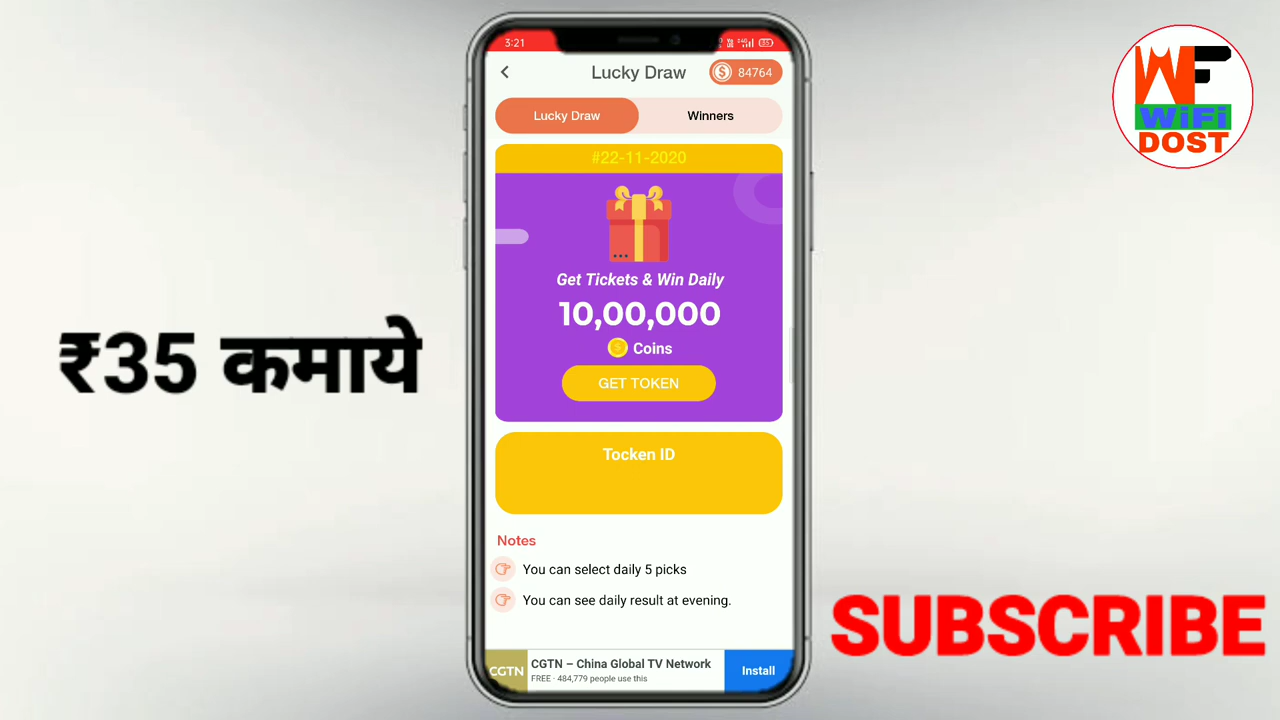 3:21
Lucky Draw
84764
Lucky Draw
Winners
#22-11-2020
Get Tickets & Win Daily
10,00,000
Coins
GET TOKEN
Tocken ID
Notes
You can select daily 5 picks
You can see daily result at evening.
CGTN
CGTN – China Global TV Network
FREE · 484,779 people use this
Install
₹35 कमाये
WF
WiFi
DOST
SUBSCRIBE